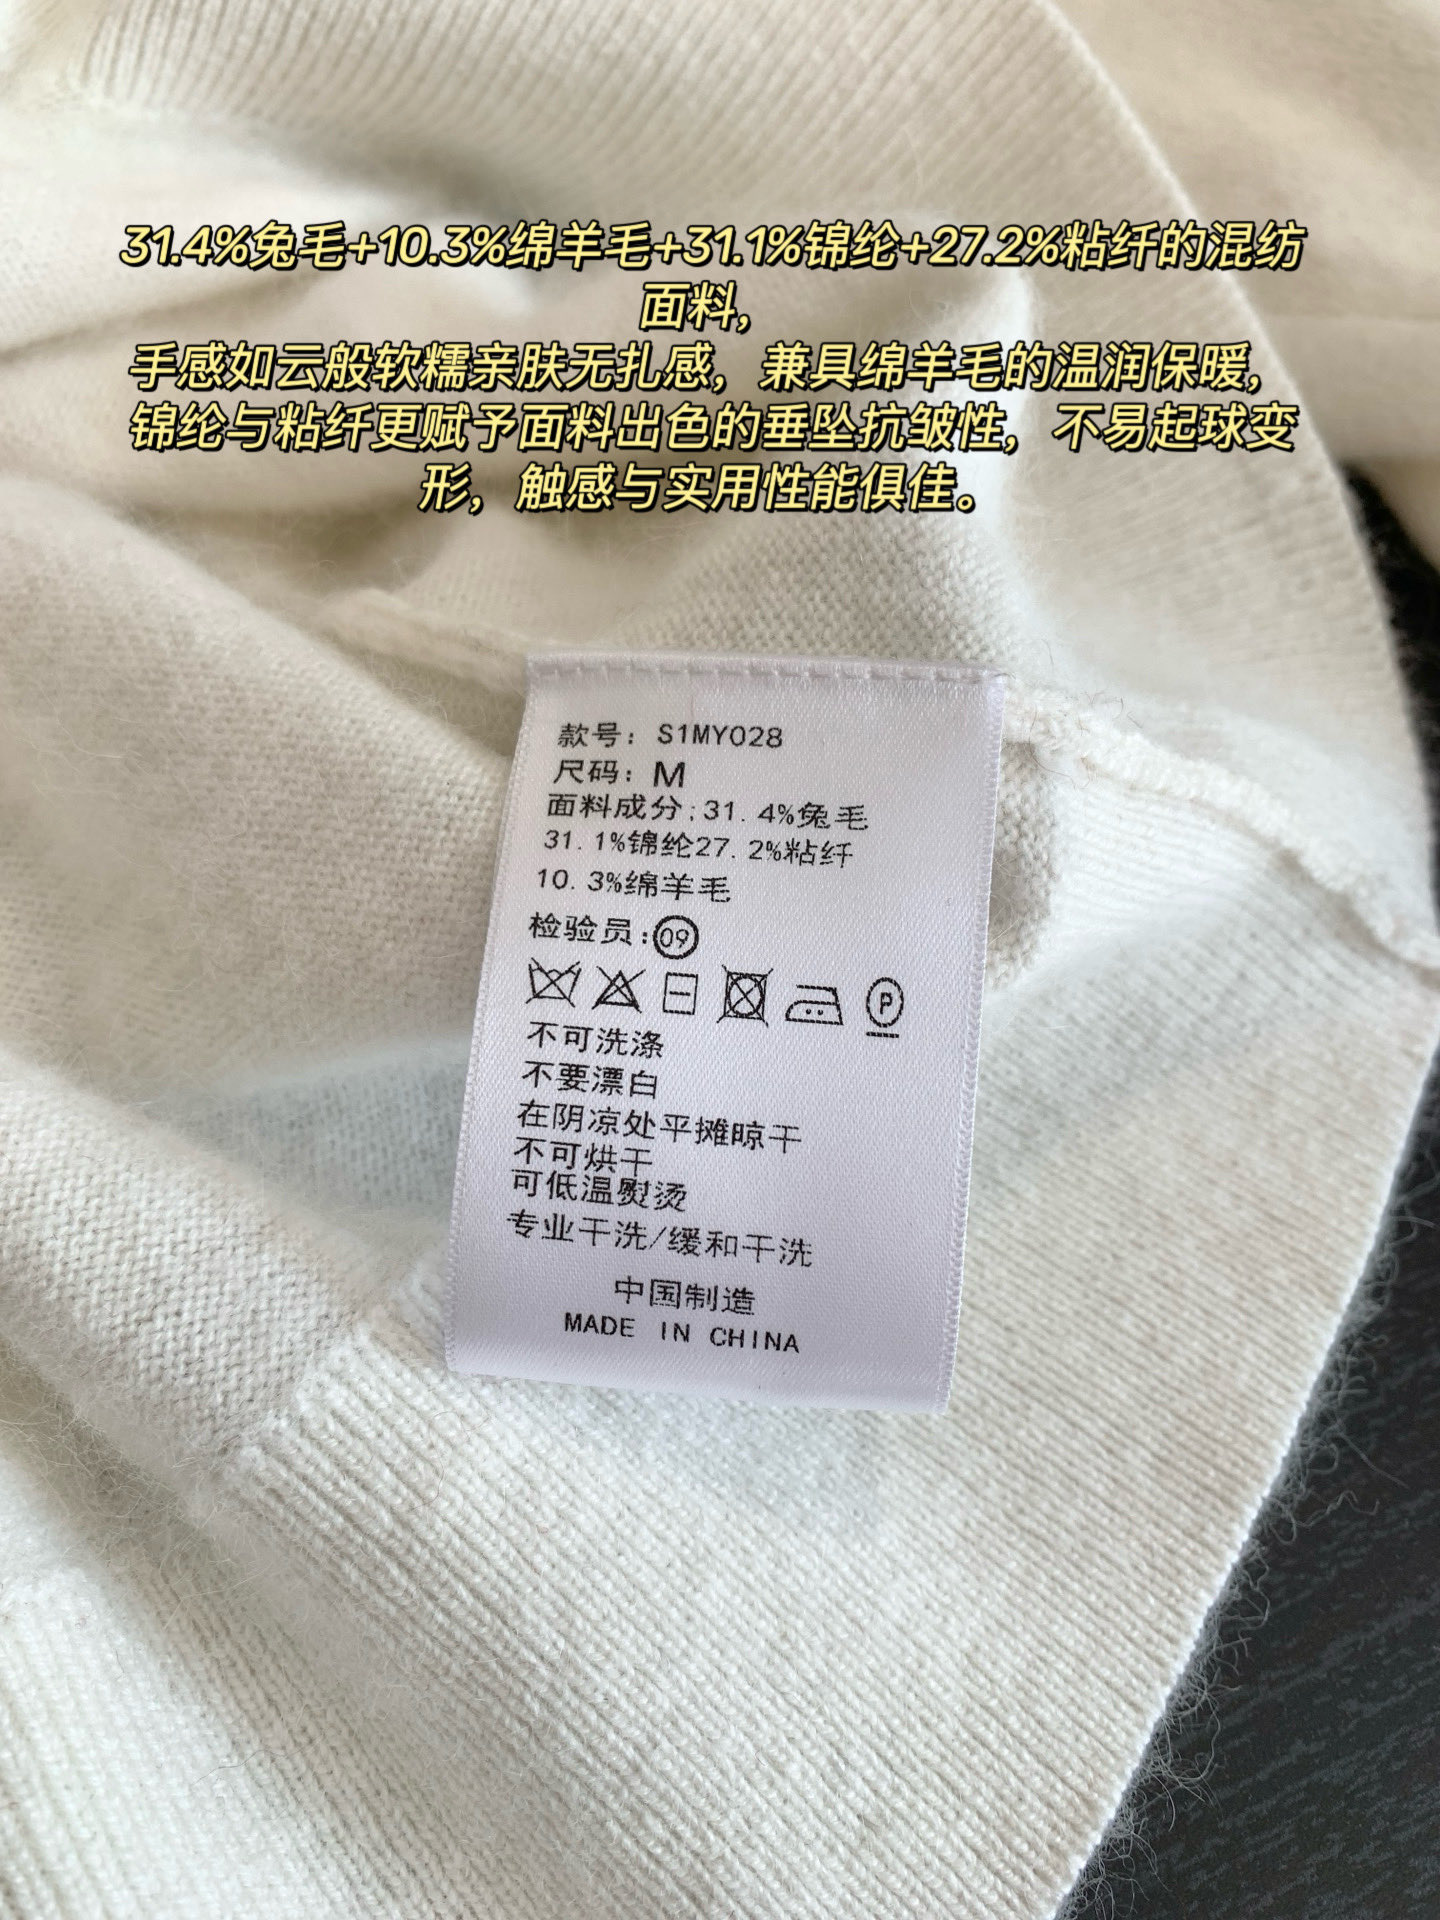 31.4%兔毛+10.3%绵羊毛+31.1%锦纶+27.2%粘纤的混纺
面料，
手感如云般软糯亲肤无扎感，兼具绵羊毛的温润保暖，
锦纶与粘纤更赋予面料出色的垂坠抗皱性，不易起球变
形，触感与实用性能俱佳。
款号：S1MY028
尺码：M
面料成分:31.4%兔毛
31.1%锦纶27.2%粘纤
10.3%绵羊毛
检验员:09
P
不可洗涤
不要漂白
在阴凉处平摊晾干
不可烘干
可低温熨烫
专业干洗/缓和干洗
中国制造
MADE IN CHINA